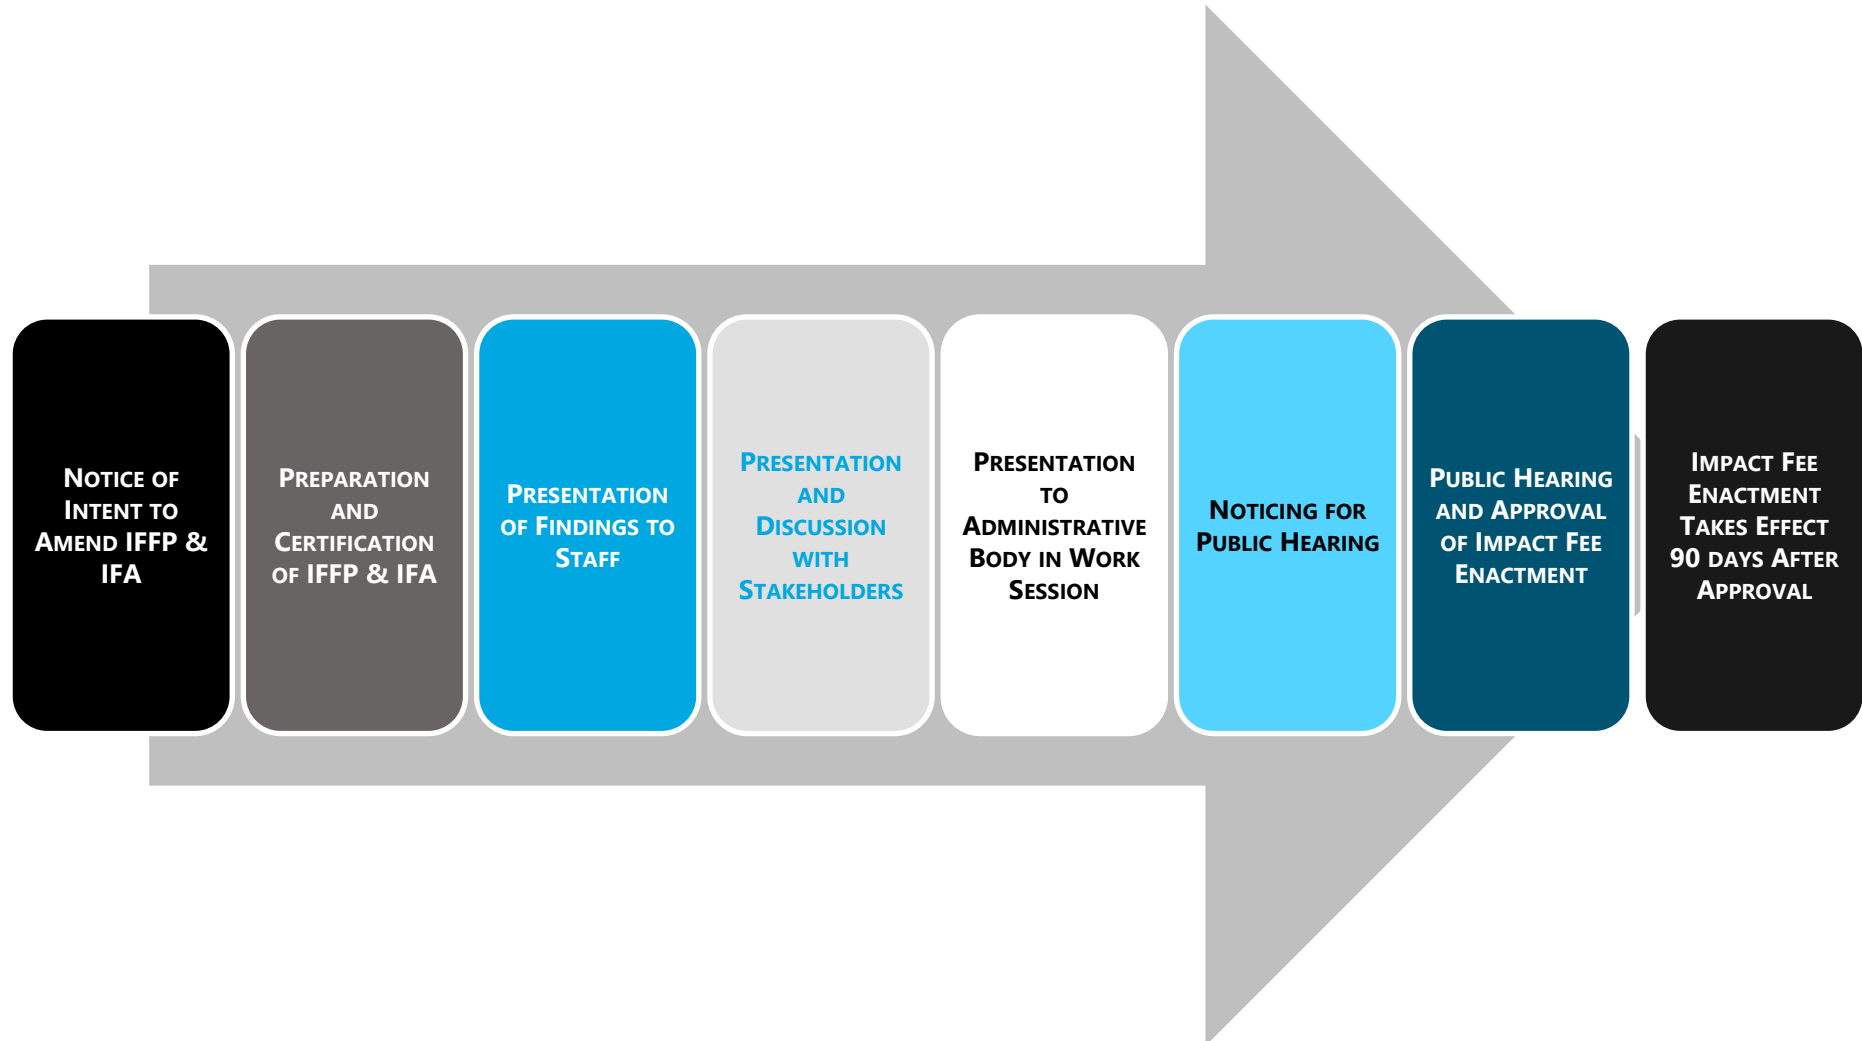 Notice of
Intent to
Amend IFFP &
IFA
Preparation
and
Certification
of IFFP & IFA
Presentation
of Findings to
Staff
Presentation
and
Discussion
with
Stakeholders
Presentation
to
Administrative
Body in Work
Session
Noticing for
Public Hearing
Public Hearing
and Approval
of Impact Fee
Enactment
Impact Fee
Enactment
Takes Effect
90 days After
Approval